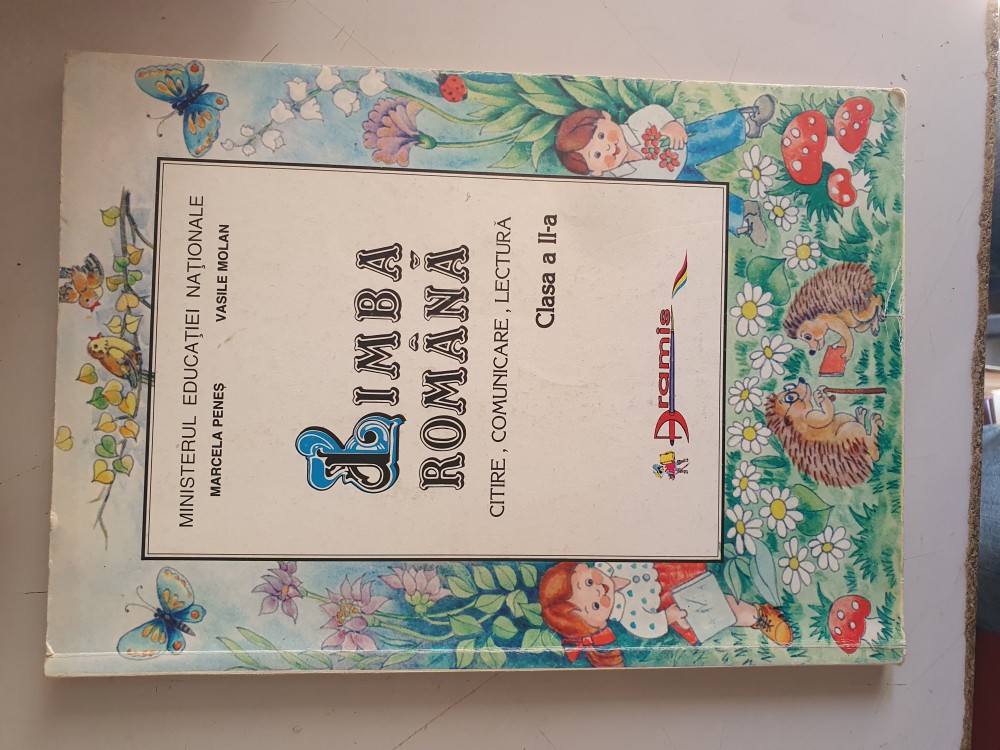 MINISTERUL EDUCAȚIEI NAȚIONALE
MARCELA PENEȘ VASILE MOLAN
LIMBA
ROMÂNĂ
CITIRE, COMUNICARE, LECTURĂ
Clasa a II-a
Aramis